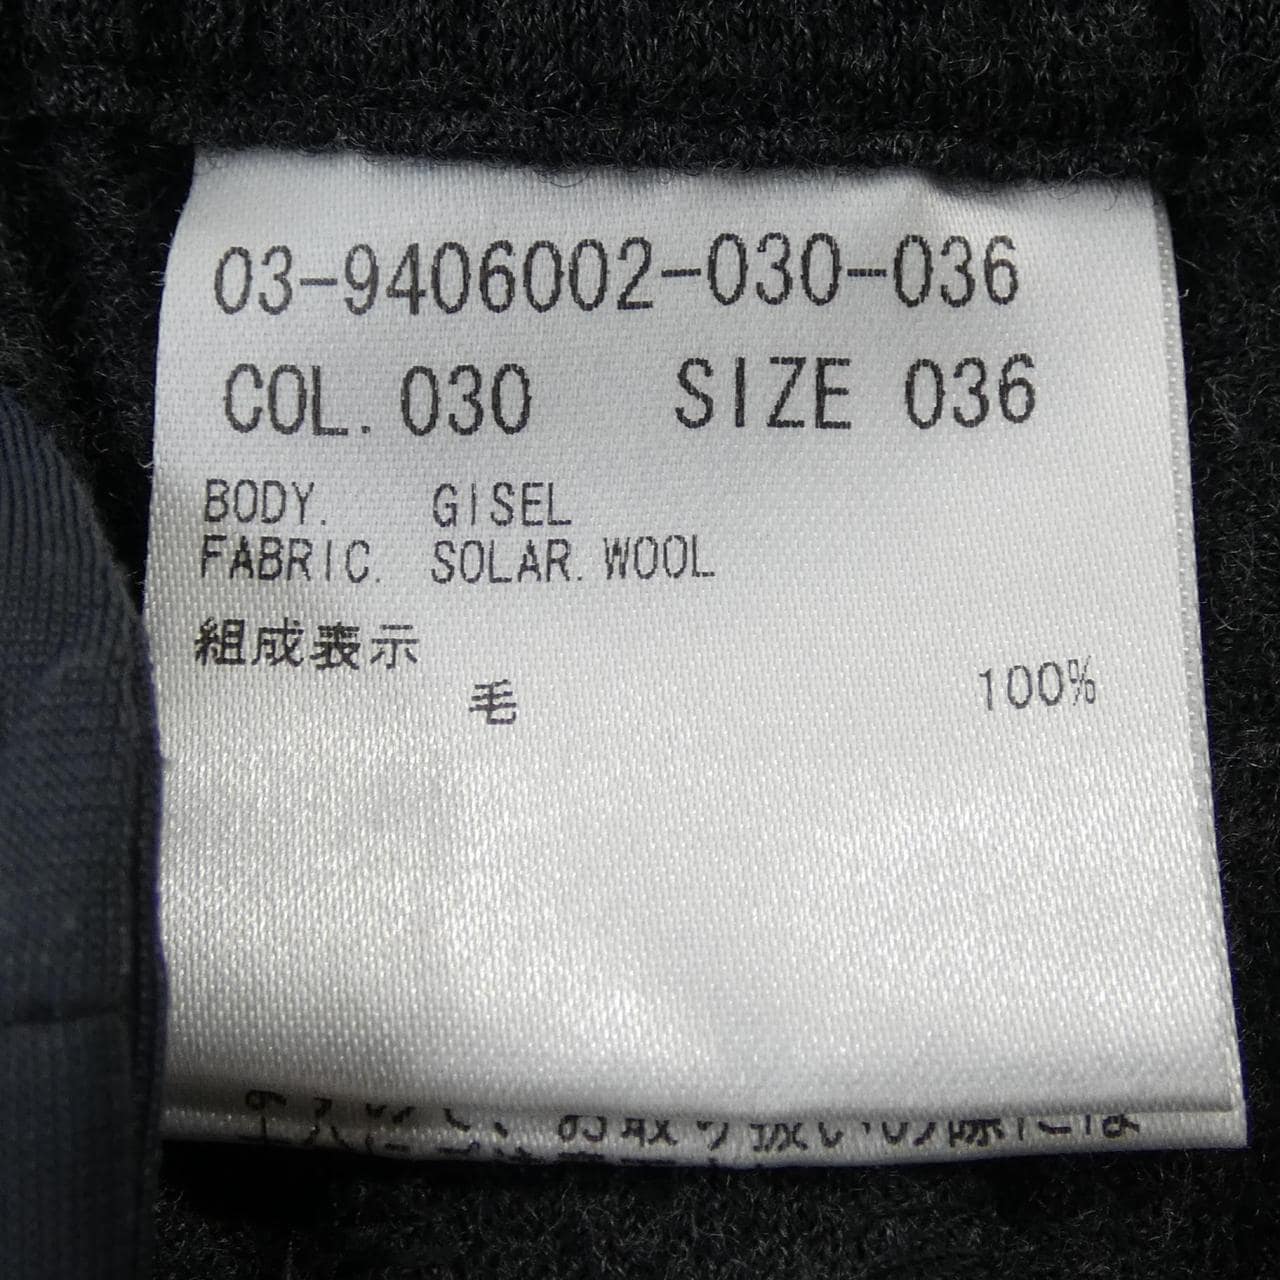 03-9406002-030-036
COL. 030 SIZE 036
BODY. GISEL
FABRIC. SOLAR. WOOL
組成表示
毛 100%